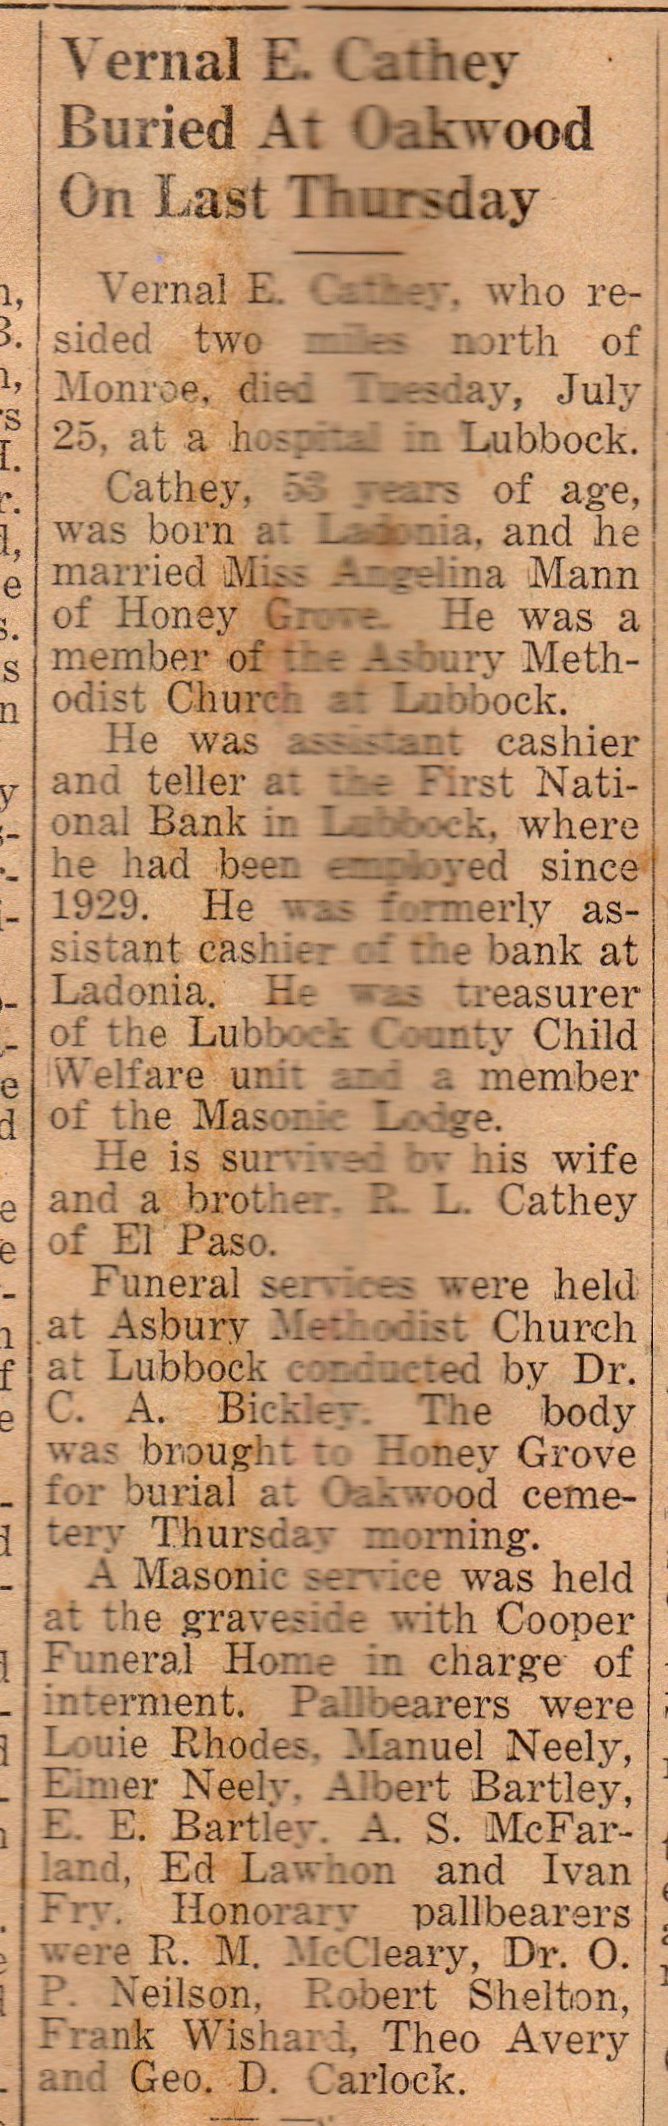 Vernal E. Cathey
Buried At Oakwood
On Last Thursday
Vernal E. Cathey, who re-
sided two miles north of
Monroe, died Tuesday, July
25, at a hospital in Lubbock.
Cathey, 53 years of age,
was born at Ladonia, and he
married Miss Angelina Mann
of Honey Grove. He was a
member of the Asbury Meth-
odist Church at Lubbock.
He was assistant cashier
and teller at the First Nati-
onal Bank in Lubbock, where
he had been employed since
1929. He was formerly as-
sistant cashier of the bank at
Ladonia. He was treasurer
of the Lubbock County Child
Welfare unit and a member
of the Masonic Lodge.
He is survived by his wife
and a brother, R. L. Cathey
of El Paso.
Funeral services were held
at Asbury Methodist Church
at Lubbock conducted by Dr.
C. A. Bickley. The body
was brought to Honey Grove
for burial at Oakwood ceme-
tery Thursday morning.
A Masonic service was held
at the graveside with Cooper
Funeral Home in charge of
interment. Pallbearers were
Louie Rhodes, Manuel Neely,
Elmer Neely, Albert Bartley,
E. E. Bartley, A. S. McFar-
land, Ed Lawhon and Ivan
Fry. Honorary pallbearers
were R. M. McCleary, Dr. O.
P. Neilson, Robert Shelton,
Frank Wishard, Theo Avery
and Geo. D. Carlock.